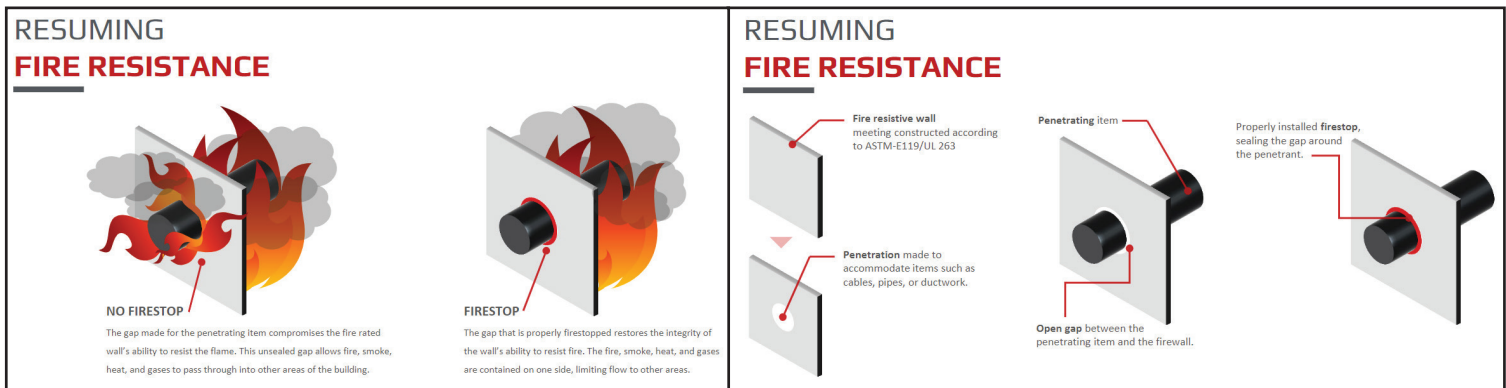 RESUMING
FIRE RESISTANCE
NO FIRESTOP
The gap made for the penetrating item compromises the fire rated
wall's ability to resist the flame. This unsealed gap allows fire, smoke,
heat, and gases to pass through into other areas of the building.
FIRESTOP
The gap that is properly firestopped restores the integrity of
the wall's ability to resist fire. The fire, smoke, heat, and gases
are contained on one side, limiting flow to other areas.
RESUMING
FIRE RESISTANCE
Fire resistive wall
meeting constructed according
to ASTM-E119/UL 263
Penetration made to
accommodate items such as
cables, pipes, or ductwork.
Penetrating item
Open gap between the
penetrating item and the firewall.
Properly installed firestop,
sealing the gap around
the penetrant.